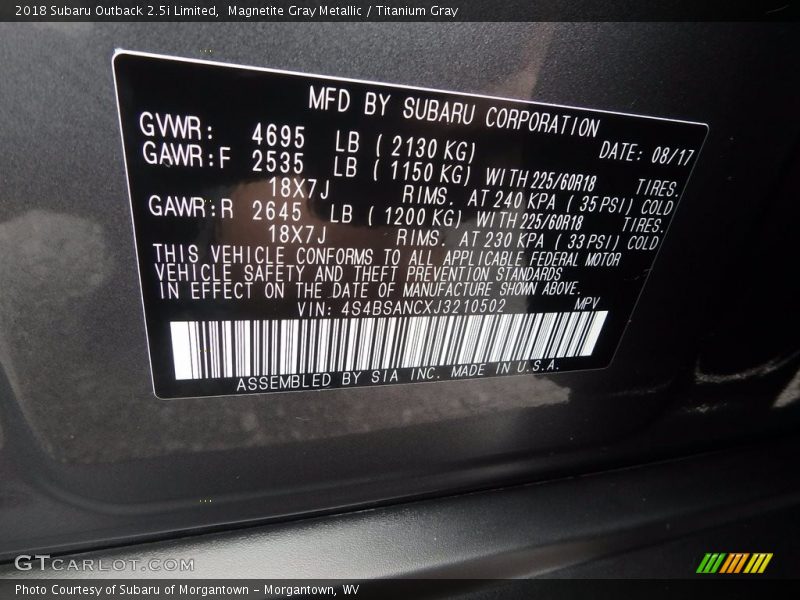 2018 Subaru Outback 2.5i Limited,  Magnetite Gray Metallic / Titanium Gray
MFD BY SUBARU CORPORATION
GVWR: 4695 LB ( 2130 KG) DATE: 08/17
GAWR:F 2535 LB ( 1150 KG) WITH 225/60R18 TIRES.
18X7J RIMS. AT 240 KPA ( 35 PSI) COLD
GAWR:R 2645 LB ( 1200 KG) WITH 225/60R18 TIRES.
18X7J RIMS. AT 230 KPA ( 33 PSI) COLD
THIS VEHICLE CONFORMS TO ALL APPLICABLE FEDERAL MOTOR
VEHICLE SAFETY AND THEFT PREVENTION STANDARDS
IN EFFECT ON THE DATE OF MANUFACTURE SHOWN ABOVE.
VIN: 4S4BSANCXJ3210502 MPV
ASSEMBLED BY SIA INC. MADE IN U.S.A.
GTCARLOT.COM
Photo Courtesy of Subaru of Morgantown – Morgantown, WV